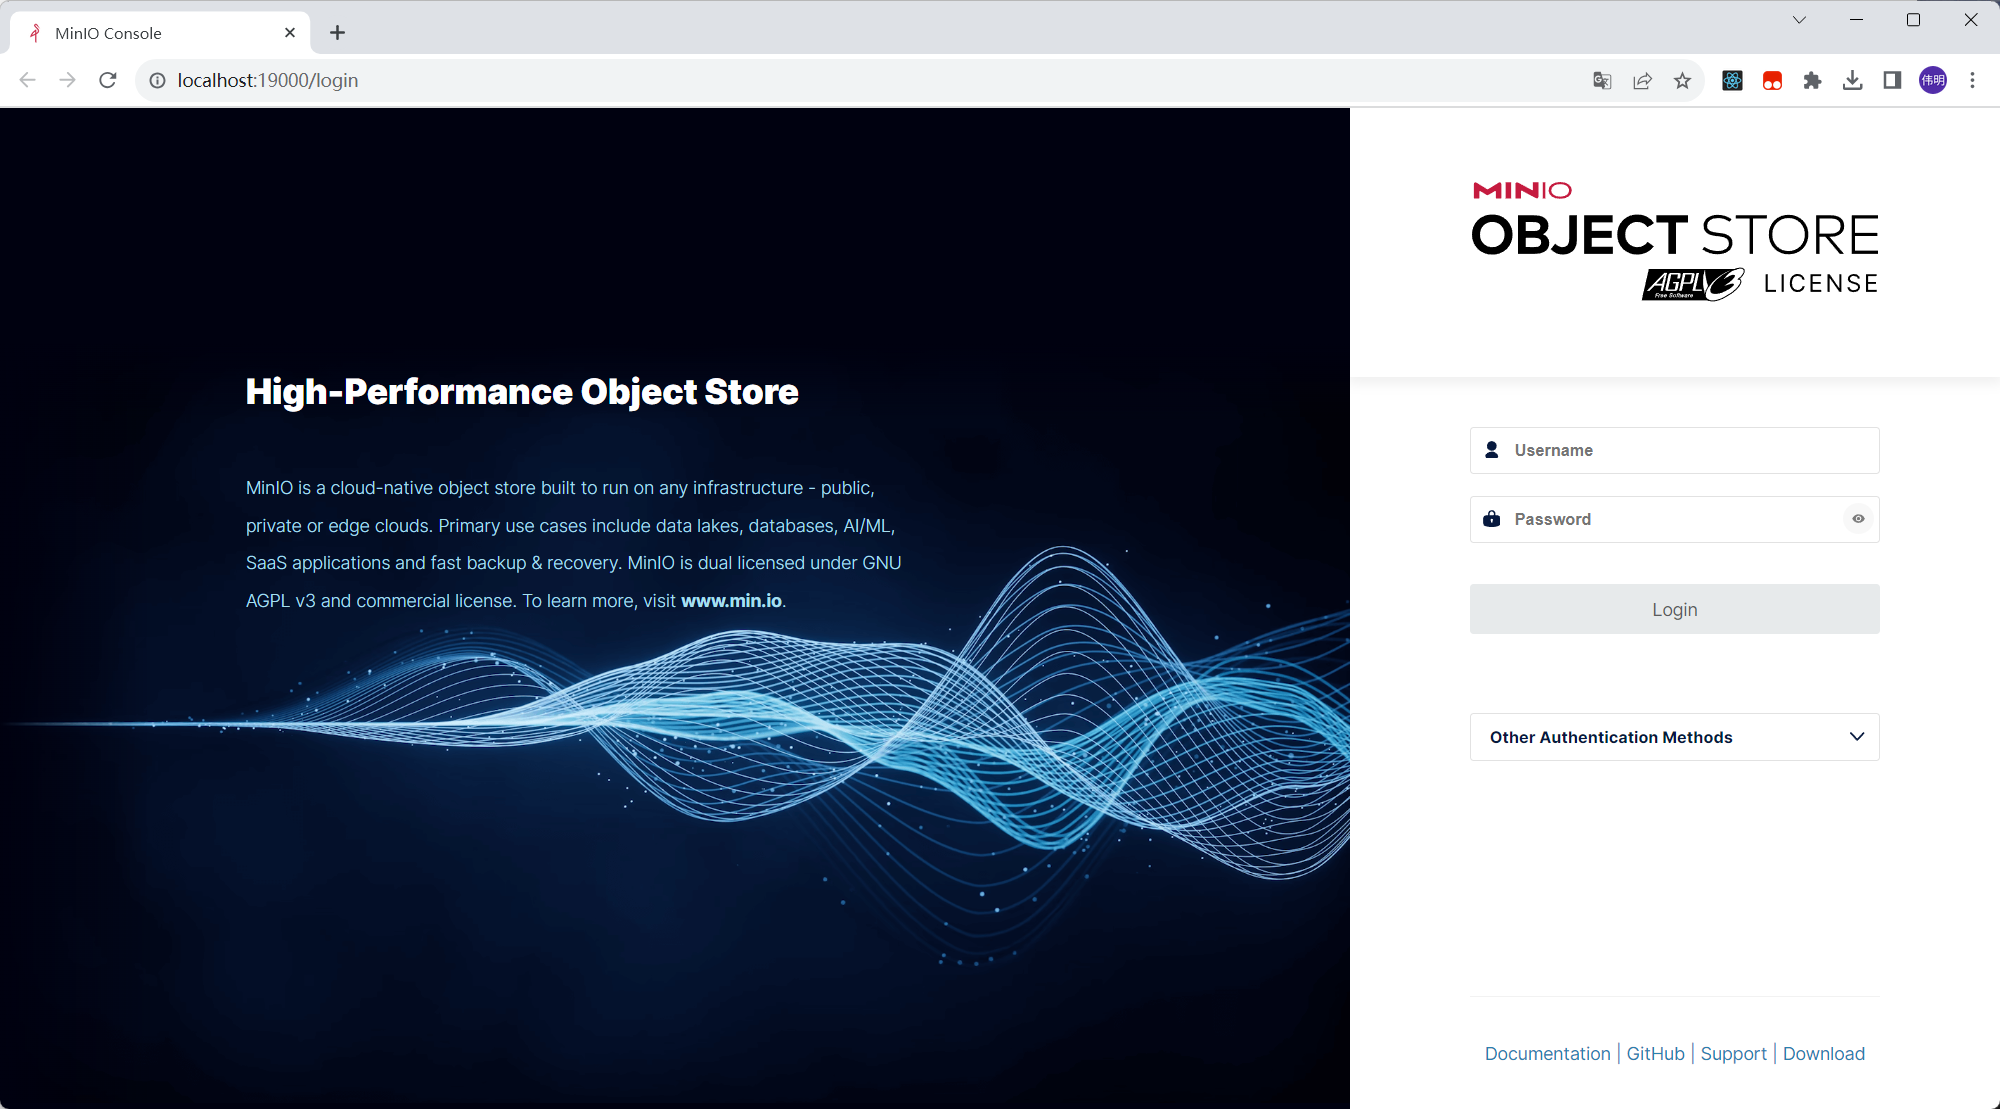 MinIO Console
localhost:19000/login
伟明
MINIO
OBJECT STORE
AGPL v3 LICENSE
Free Software
High-Performance Object Store
MinIO is a cloud-native object store built to run on any infrastructure - public,
private or edge clouds. Primary use cases include data lakes, databases, AI/ML,
SaaS applications and fast backup & recovery. MinIO is dual licensed under GNU
AGPL v3 and commercial license. To learn more, visit www.min.io.
Username
Password
Login
Other Authentication Methods
Documentation | GitHub | Support | Download